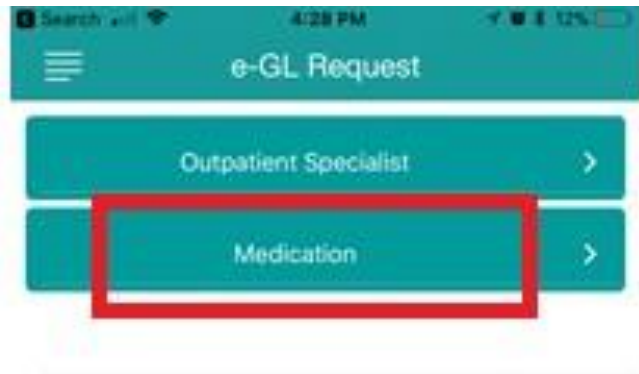 Search 4:28 PM 12%
e-GL Request
Outpatient Specialist
Medication